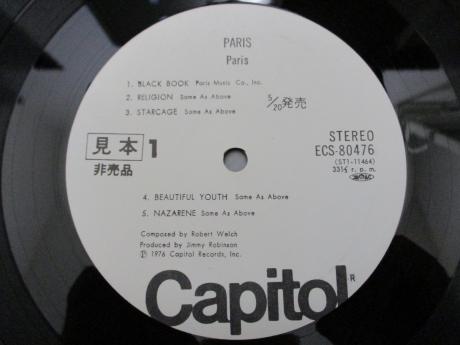 PARIS
Paris
1. BLACK BOOK Paris Music Co., Inc.
2. RELIGION Same As Above
3. STARCAGE Same As Above
5/20発売
見本 1
非売品
STEREO
ECS-80476
(ST1-11464)
33⅓ r. p. m.
4. BEAUTIFUL YOUTH Same As Above
5. NAZARENE Same As Above
Composed by Robert Welch
Produced by Jimmy Robinson
Ⓟ 1976 Capitol Records, Inc.
Capitol®